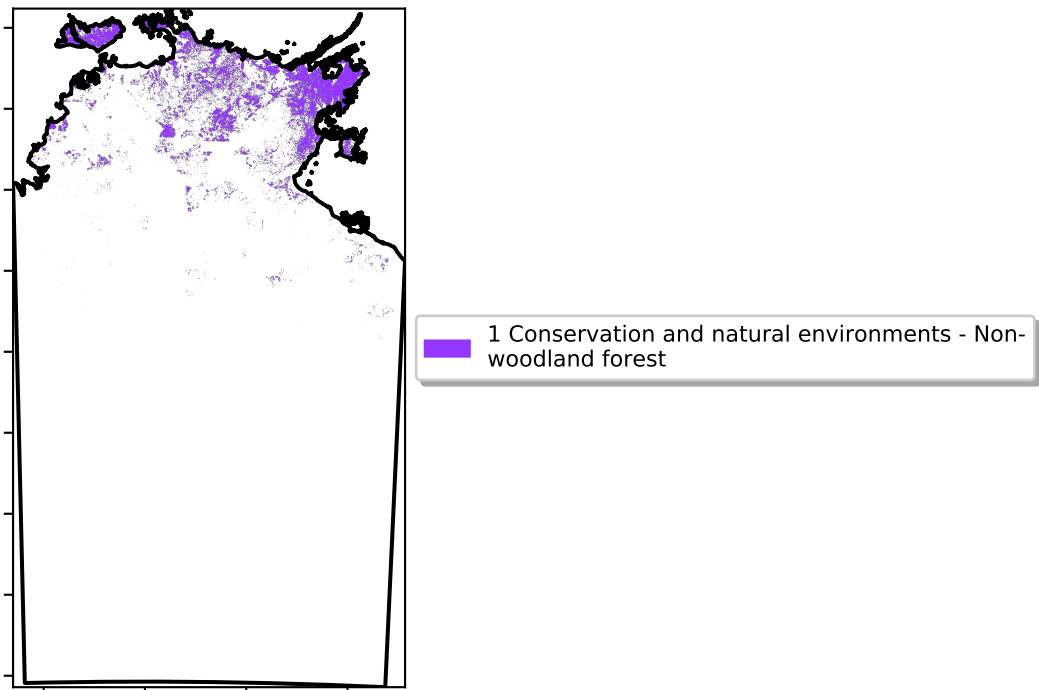 1 Conservation and natural environments - Non-
woodland forest